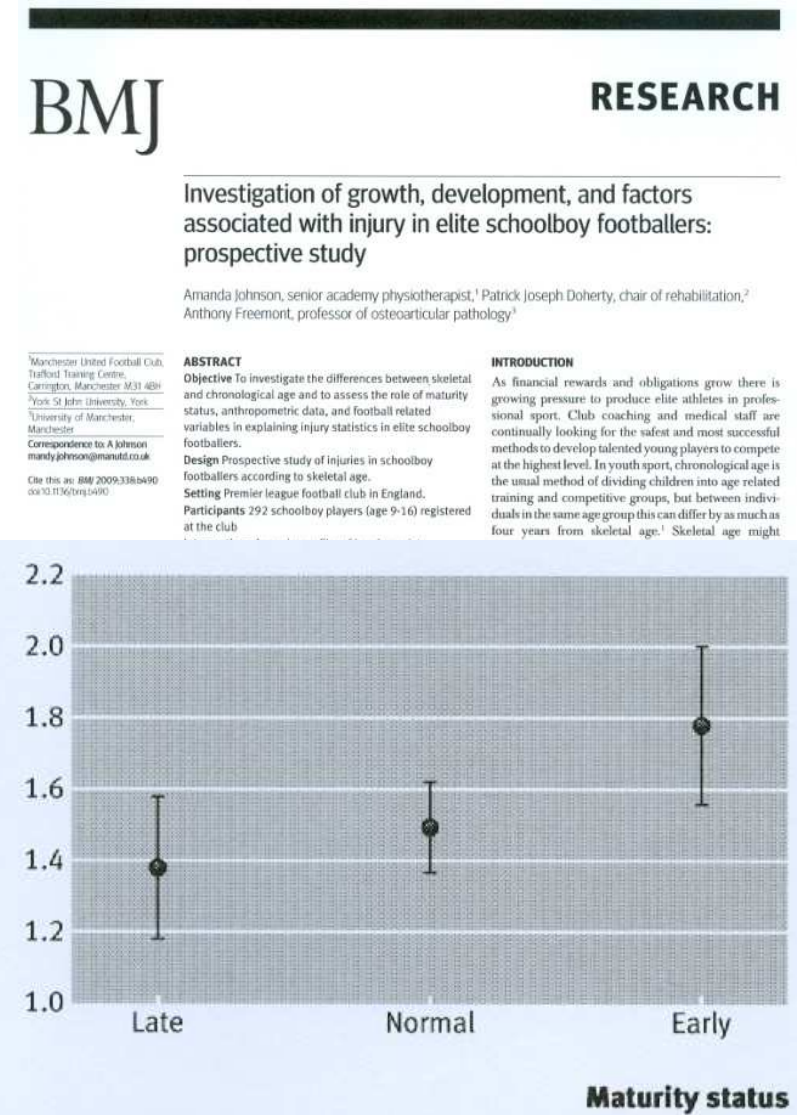 BMJ
RESEARCH
Investigation of growth, development, and factors
associated with injury in elite schoolboy footballers:
prospective study
Amanda Johnson, senior academy physiotherapist,¹ Patrick Joseph Doherty, chair of rehabilitation,²
Anthony Freemont, professor of osteoarticular pathology³
¹Manchester United Football Club,
Trafford Training Centre,
Carrington, Manchester M31 4BH
²York St John University, York
³University of Manchester,
Manchester
Correspondence to: A Johnson
mandy.johnson@manutd.co.uk
Cite this as: BMJ 2009;338:b490
doi:10.1136/bmj.b490
ABSTRACT
Objective To investigate the differences between skeletal
and chronological age and to assess the role of maturity
status, anthropometric data, and football related
variables in explaining injury statistics in elite schoolboy
footballers.
Design Prospective study of injuries in schoolboy
footballers according to skeletal age.
Setting Premier league football club in England.
Participants 292 schoolboy players (age 9-16) registered
at the club
INTRODUCTION
As financial rewards and obligations grow there is
growing pressure to produce elite athletes in profes-
sional sport. Club coaching and medical staff are
continually looking for the safest and most successful
methods to develop talented young players to compete
at the highest level. In youth sport, chronological age is
the usual method of dividing children into age related
training and competitive groups, but between indivi-
duals in the same age group this can differ by as much as
four years from skeletal age.¹ Skeletal age might
2.2
2.0
1.8
1.6
1.4
1.2
1.0
Late Normal Early
Maturity status